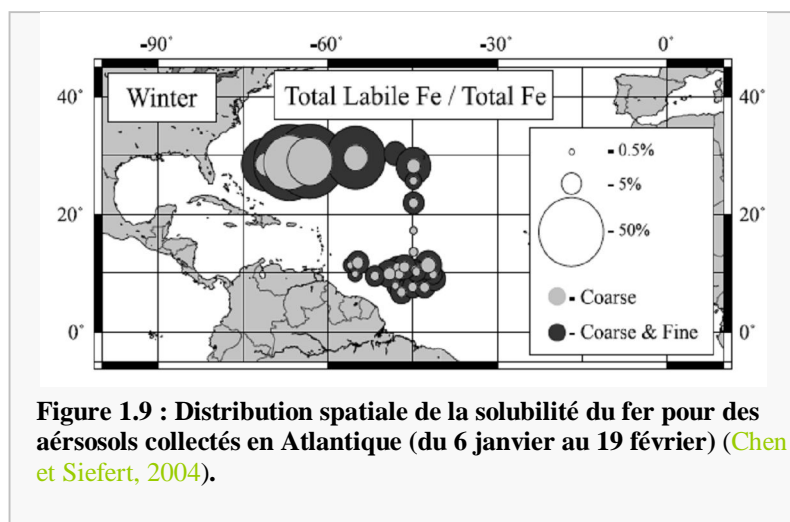 -90° -60° -30° 0°
40° Winter Total Labile Fe / Total Fe 40°
- 0.5%
- 5%
20° 20°
- 50%
- Coarse
0° - Coarse & Fine 0°
Figure 1.9 : Distribution spatiale de la solubilité du fer pour des
aérsosols collectés en Atlantique (du 6 janvier au 19 février) (Chen
et Siefert, 2004).